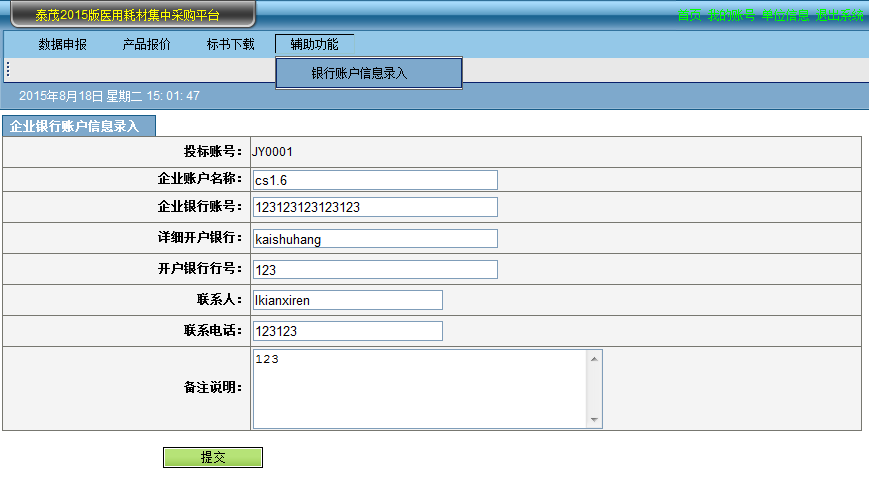 泰茂2015版医用耗材集中采购平台
首页 我的账号 单位信息 退出系统
数据申报 产品报价 标书下载 辅助功能
银行账户信息录入
2015年8月18日 星期二 15: 01: 47
企业银行账户信息录入
投标账号: JY0001
企业账户名称: cs1.6
企业银行账号: 123123123123123
详细开户银行: kaishuhang
开户银行行号: 123
联系人: lkianxiren
联系电话: 123123
备注说明: 123
提交